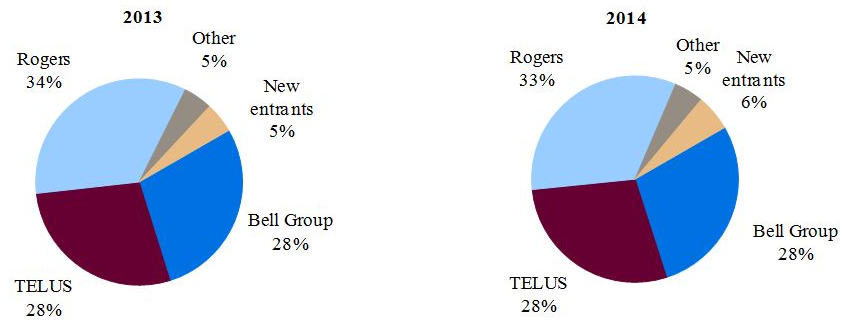 2013
Other
5%
Rogers
34%
New
entrants
5%
Bell Group
28%
TELUS
28%
2014
Other
5%
New
entrants
6%
Rogers
33%
Bell Group
28%
TELUS
28%